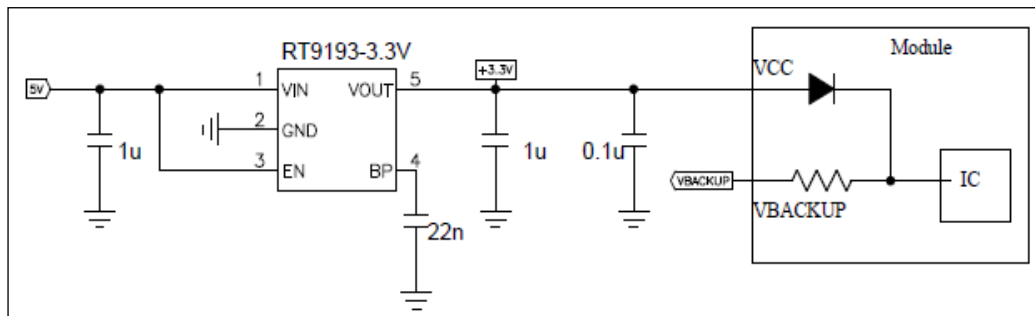 RT9193-3.3V
Module
5V
1
VIN
VOUT
5
+3.3V
VCC
2
GND
1u
3
EN
BP
4
1u
0.1u
22n
VBACKUP
VBACKUP
IC